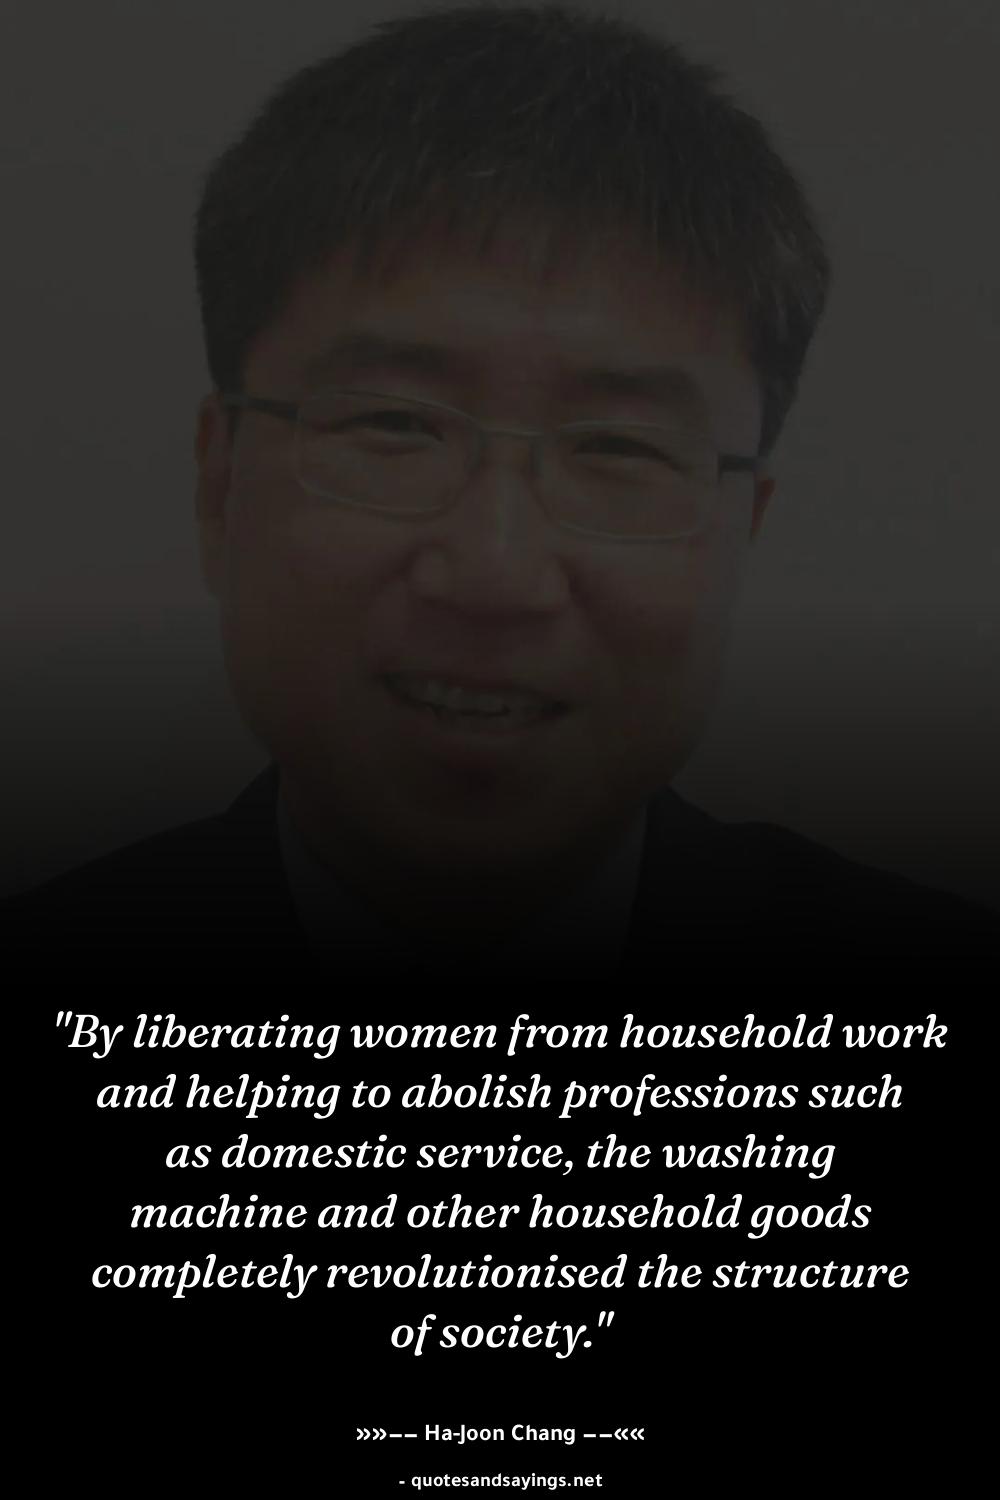 "By liberating women from household work
and helping to abolish professions such
as domestic service, the washing
machine and other household goods
completely revolutionised the structure
of society."
»»−− Ha-Joon Chang −−««
- quotesandsayings.net